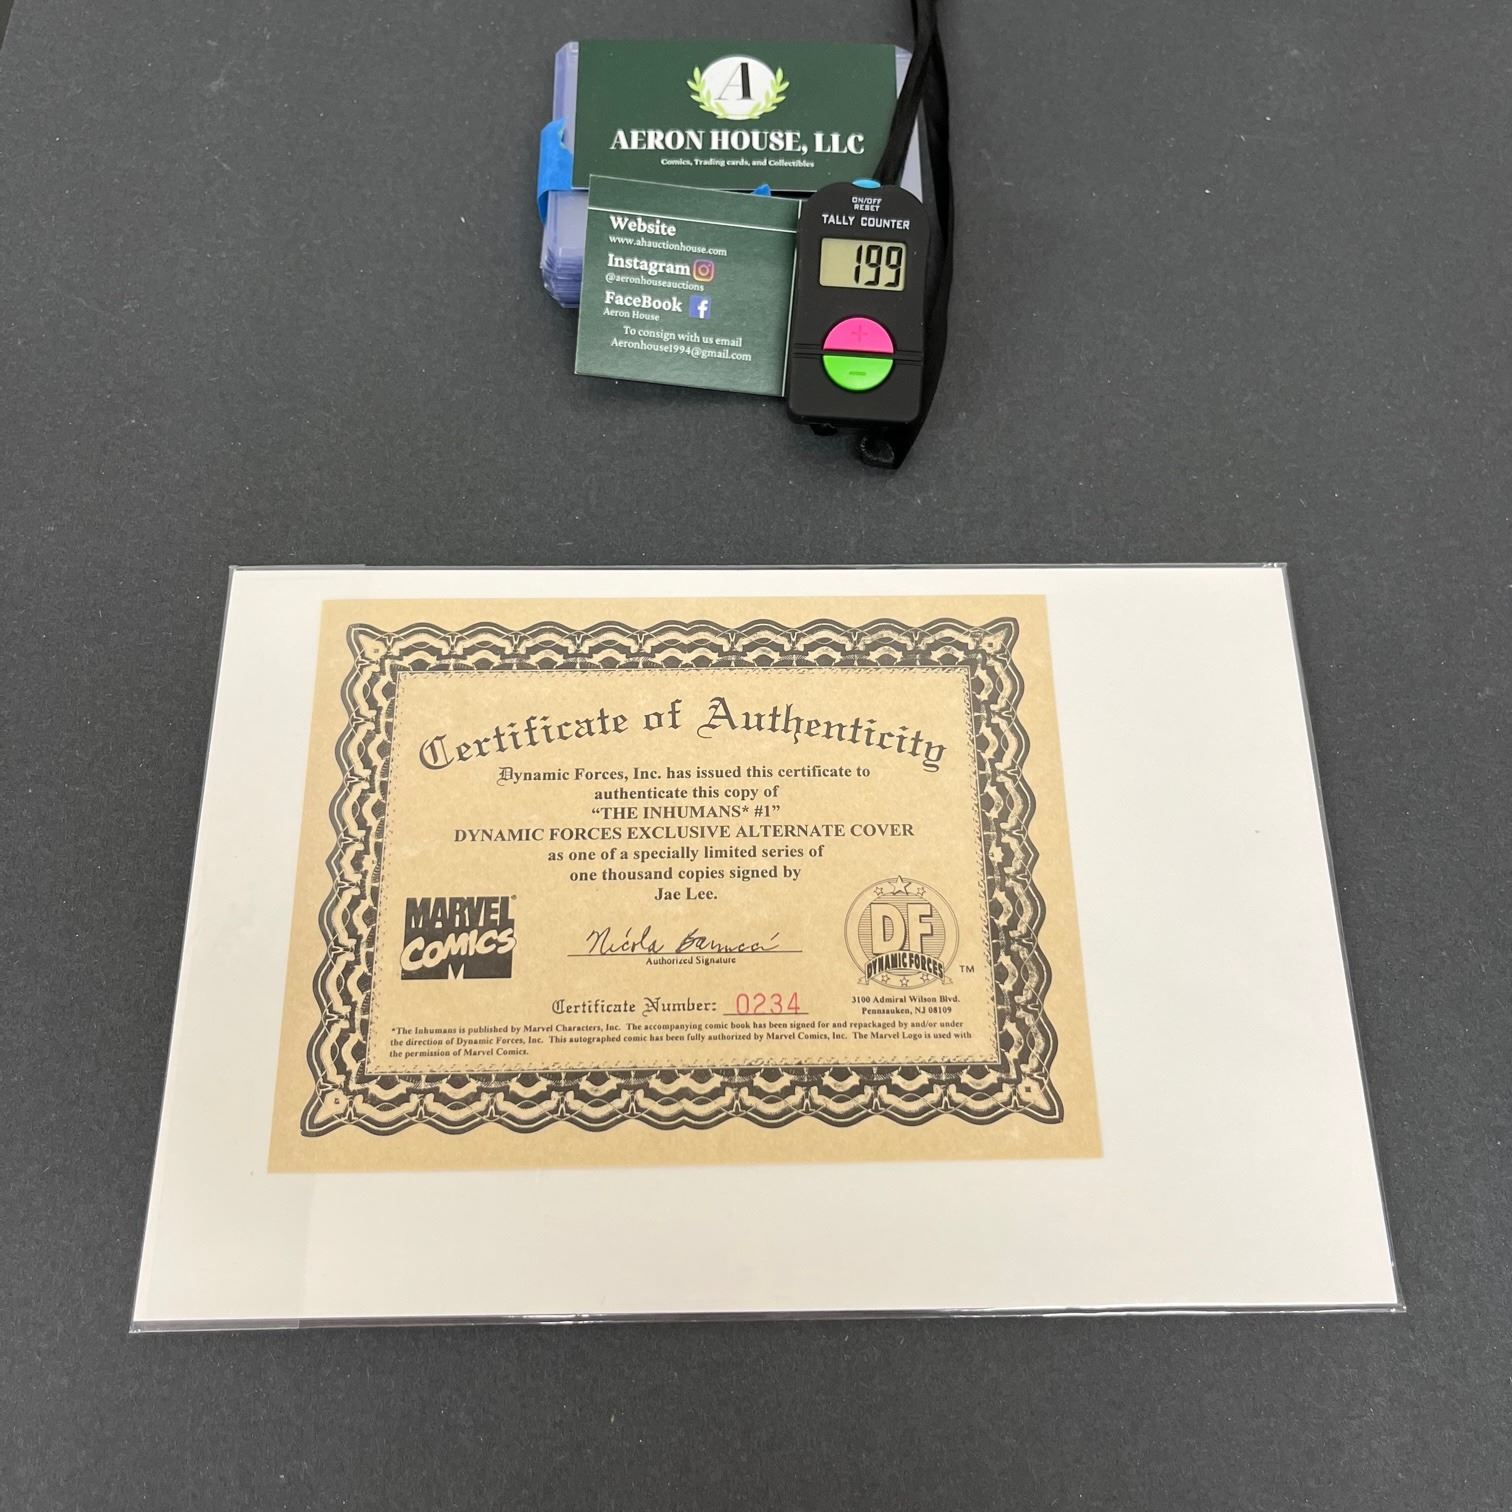 A
AERON HOUSE, LLC
Comics, Trading cards, and Collectibles
Website
www.ahauctionhouse.com
Instagram
@aeronhouseauctions
FaceBook
Aeron House
To consign with us email
Aeronhouse1994@gmail.com
ON/OFF
RESET
TALLY COUNTER
199
Certificate of Authenticity
Dynamic Forces, Inc. has issued this certificate to
authenticate this copy of
“THE INHUMANS* #1”
DYNAMIC FORCES EXCLUSIVE ALTERNATE COVER
as one of a specially limited series of
one thousand copies signed by
Jae Lee.
MARVEL®
COMICS
M
Nicola Barrucci
Authorized Signature
DF
DYNAMIC FORCES
TM
Certificate Number: 0234
3100 Admiral Wilson Blvd.
Pennsauken, NJ 08109
*The Inhumans is published by Marvel Characters, Inc. The accompanying comic book has been signed for and repackaged by and/or under
the direction of Dynamic Forces, Inc. This autographed comic has been fully authorized by Marvel Comics, Inc. The Marvel Logo is used with
the permission of Marvel Comics.